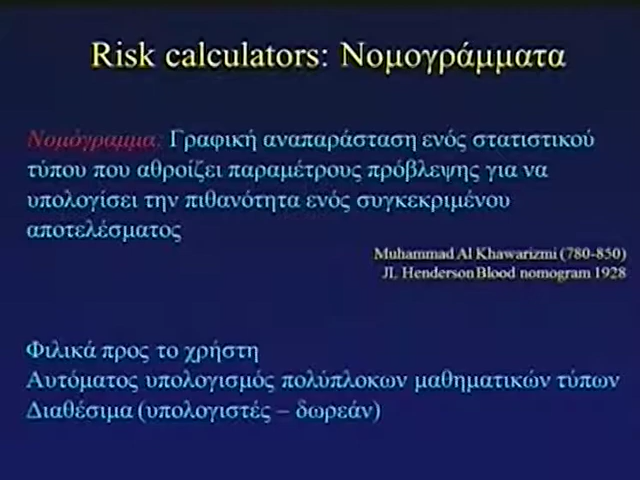 Risk calculators: Νομογράμματα
Νομόγραμμα: Γραφική αναπαράσταση ενός στατιστικού
τύπου που αθροίζει παραμέτρους πρόβλεψης για να
υπολογίσει την πιθανότητα ενός συγκεκριμένου
αποτελέσματος
Muhammad Al Khawarizmi (780-850)
JL Henderson Blood nomogram 1928
Φιλικά προς το χρήστη
Αυτόματος υπολογισμός πολύπλοκων μαθηματικών τύπων
Διαθέσιμα (υπολογιστές – δωρεάν)